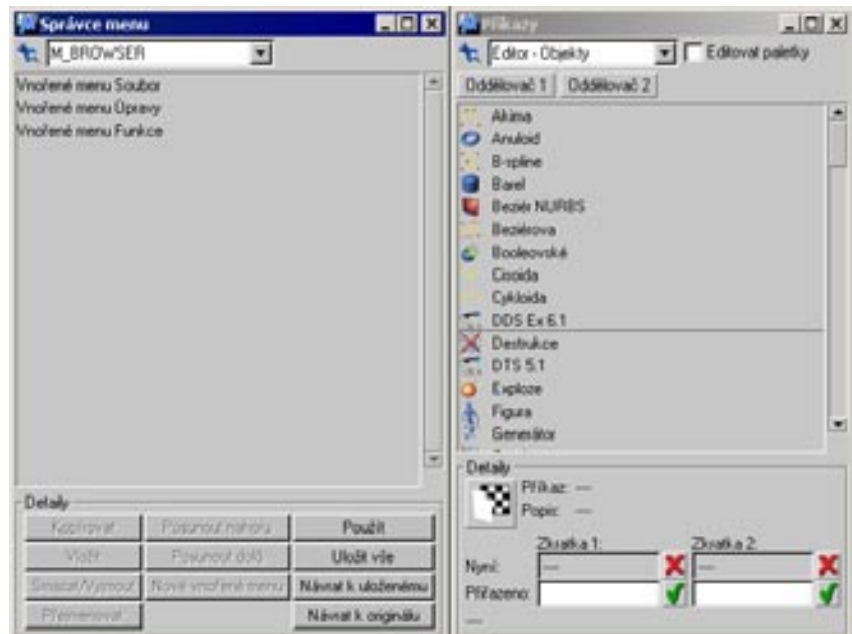 Správce menu
M_BROWSER
Vnořené menu Soubor
Vnořené menu Úpravy
Vnořené menu Funkce
Detaily
Kopírovat Posunout nahoru Použít
Vložit Posunout dolů Uložit vše
Smazat/Vyjmout Nové vnořené menu Návrat k uloženému
Přejmenovat Návrat k originálu
Příkazy
Editor - Objekty Editovat paletky
Oddělovač 1 Oddělovač 2
Akima
Anuloid
B-spline
Barel
Beziér NURBS
Beziérova
Booleovské
Cisoida
Cykloida
DDS Ex 6.1
Destrukce
DTS 5.1
Exploze
Figura
Generátor
Detaily
Příkaz: ---
Popis: ---
Zkratka 1: Zkratka 2:
Nyní: --- ---
Přiřazeno:
---